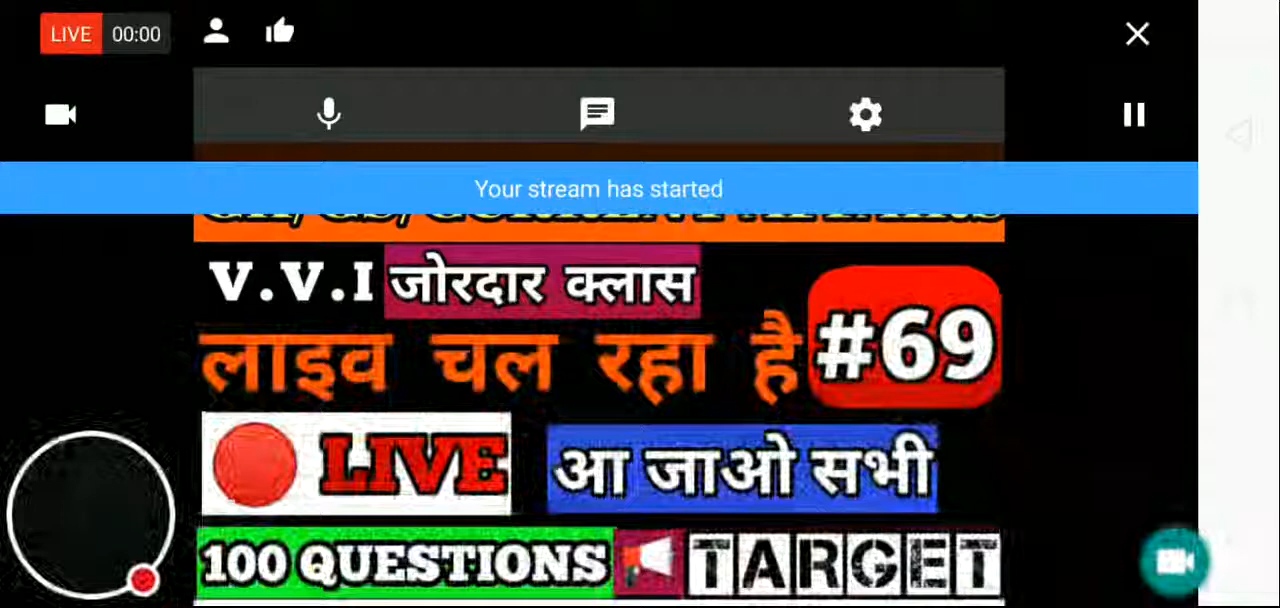 LIVE 00:00
Your stream has started
V.V.I जोरदार क्लास
लाइव चल रहा है #69
LIVE आ जाओ सभी
100 QUESTIONS TARGET